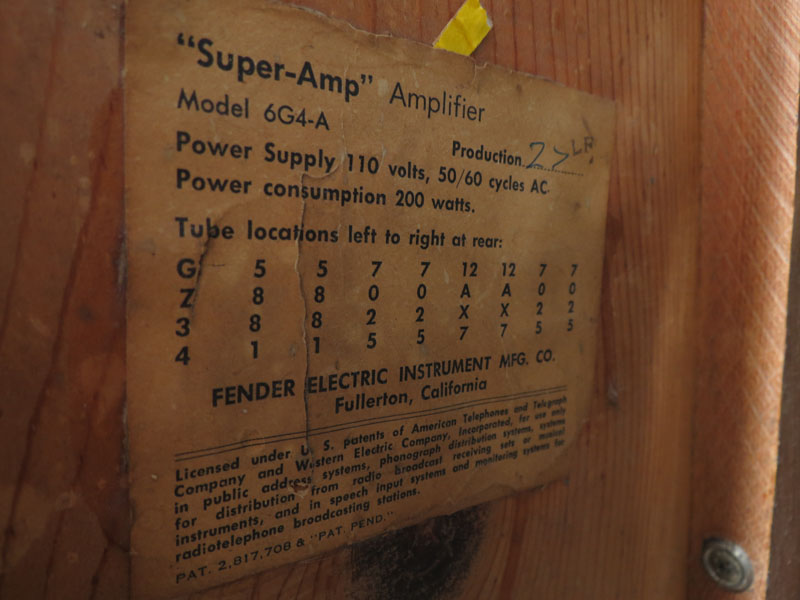 "Super-Amp" Amplifier
Model 6G4-A
Production 27 LF
Power Supply 110 volts, 50/60 cycles AC.
Power consumption 200 watts.
Tube locations left to right at rear:
G 5 5 7 7 12 12 7 7
Z 8 8 0 0 A A 0 0
3 8 8 2 2 X X 2 2
4 1 1 5 5 7 7 5 5
FENDER ELECTRIC INSTRUMENT MFG. CO.
Fullerton, California
Licensed under U. S. patents of American Telephones and Telegraph
Company and Western Electric Company, Incorporated, for use only
in public address systems, phonograph distribution systems, systems
for distribution from radio broadcast receiving sets or musical
instruments, and in speech input systems and monitoring systems for
radiotelephone broadcasting stations.
PAT. 2,817,708 & "PAT. PEND."